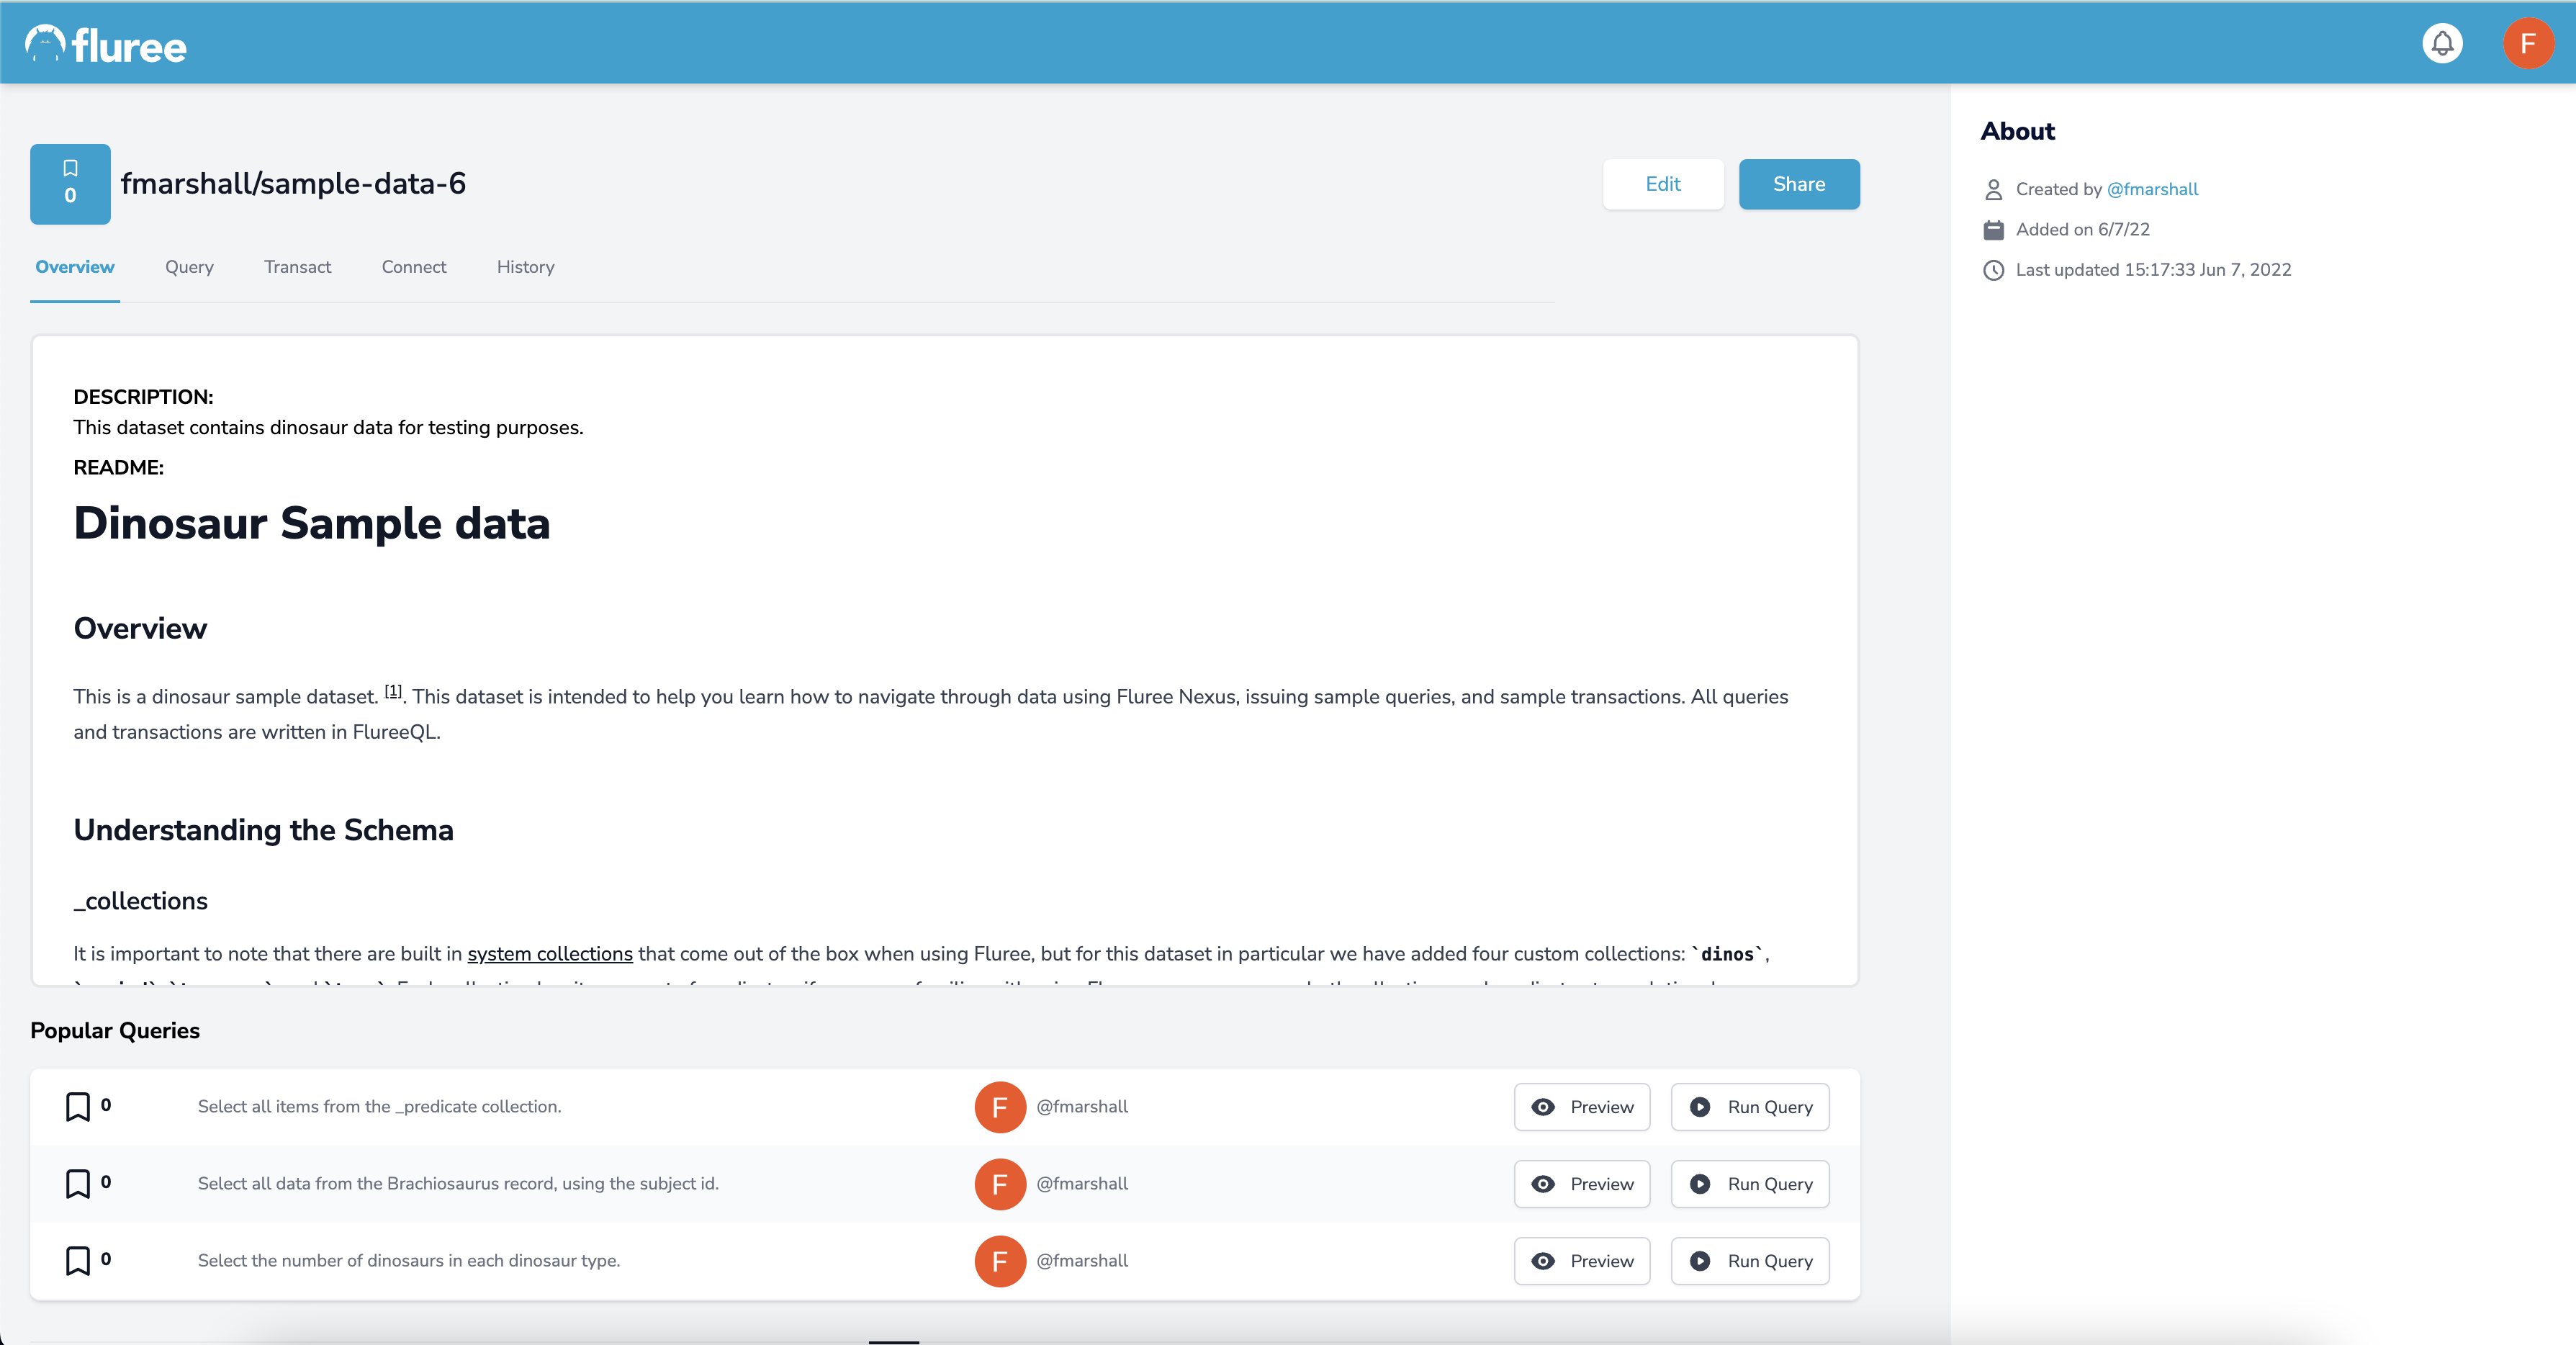 fluree
F
0
fmarshall/sample-data-6
Edit
Share
Overview
Query
Transact
Connect
History
About
Created by @fmarshall
Added on 6/7/22
Last updated 15:17:33 Jun 7, 2022
DESCRIPTION:
This dataset contains dinosaur data for testing purposes.
README:
Dinosaur Sample data
Overview
This is a dinosaur sample dataset. [1]. This dataset is intended to help you learn how to navigate through data using Fluree Nexus, issuing sample queries, and sample transactions. All queries
and transactions are written in FlureeQL.
Understanding the Schema
_collections
It is important to note that there are built in system collections that come out of the box when using Fluree, but for this dataset in particular we have added four custom collections: `dinos`,
Popular Queries
0 Select all items from the _predicate collection. F @fmarshall Preview Run Query
0 Select all data from the Brachiosaurus record, using the subject id. F @fmarshall Preview Run Query
0 Select the number of dinosaurs in each dinosaur type. F @fmarshall Preview Run Query